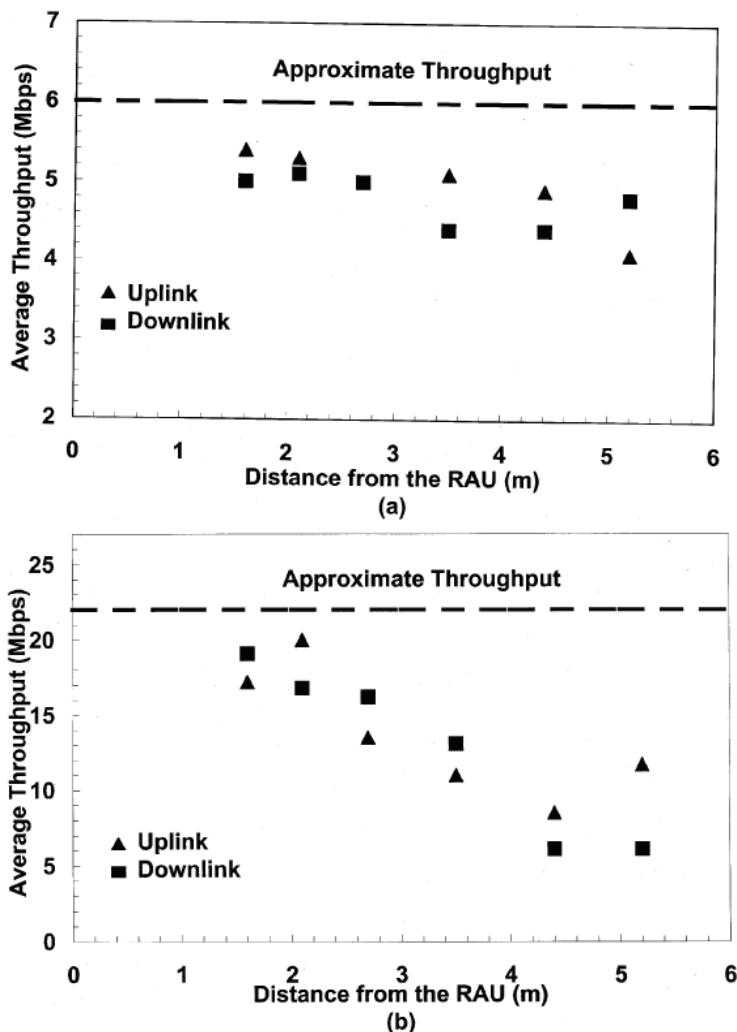 7
6
5
4
3
2
Average Throughput (Mbps)
Approximate Throughput
Uplink
Downlink
0 1 2 3 4 5 6
Distance from the RAU (m)
(a)
25
20
15
10
5
0
Average Throughput (Mbps)
Approximate Throughput
Uplink
Downlink
0 1 2 3 4 5 6
Distance from the RAU (m)
(b)